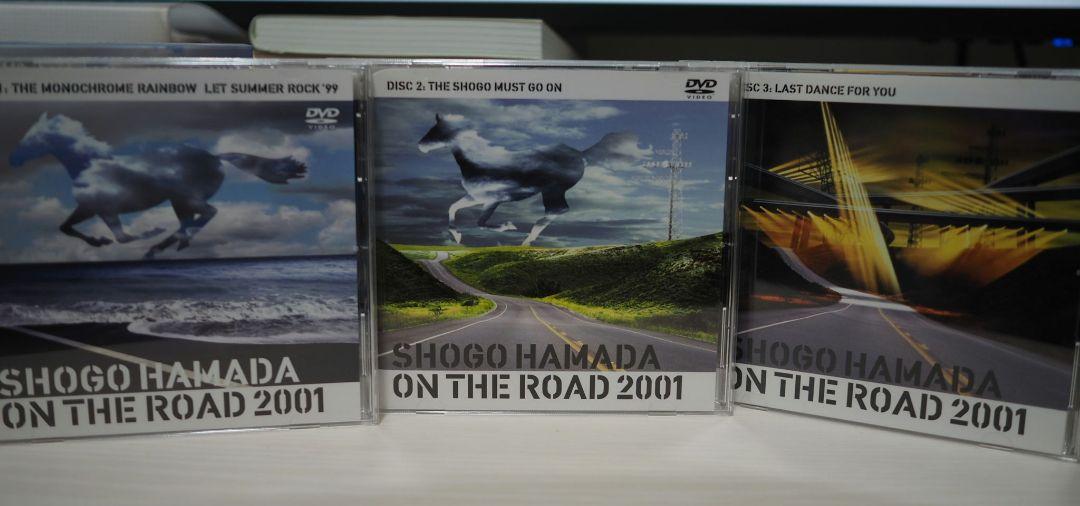 1: THE MONOCHROME RAINBOW LET SUMMER ROCK '99
DVD
VIDEO
SHOGO HAMADA
ON THE ROAD 2001
DISC 2: THE SHOGO MUST GO ON
DVD
VIDEO
SHOGO HAMADA
ON THE ROAD 2001
DISC 3: LAST DANCE FOR YOU
SHOGO HAMADA
ON THE ROAD 2001